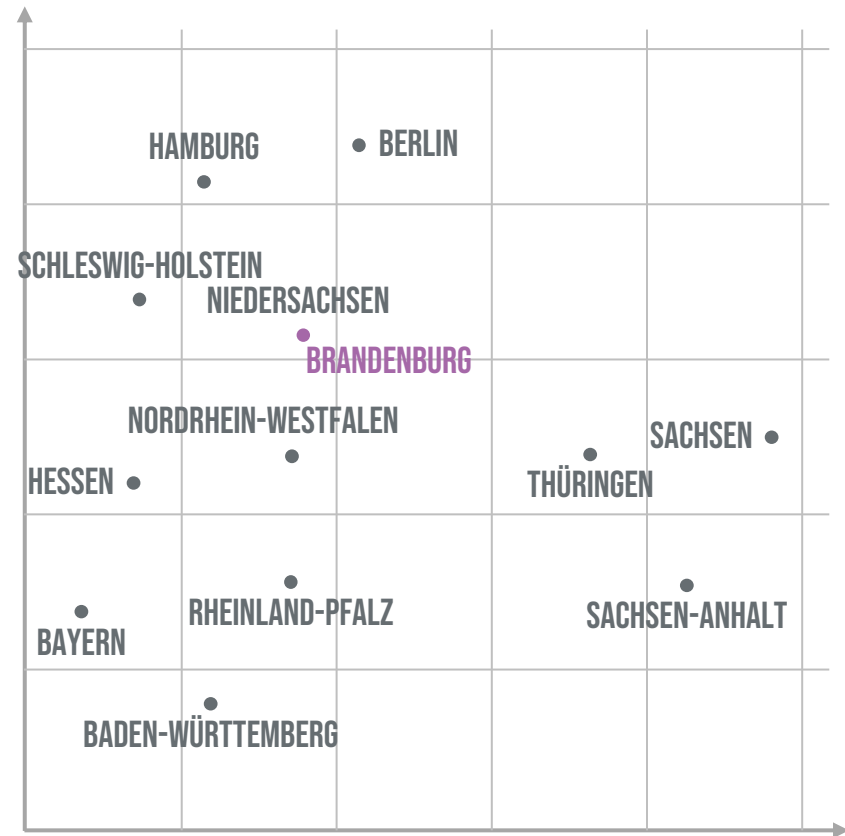 HAMBURG
BERLIN
SCHLESWIG-HOLSTEIN
NIEDERSACHSEN
BRANDENBURG
NORDRHEIN-WESTFALEN
SACHSEN
HESSEN
THÜRINGEN
RHEINLAND-PFALZ
SACHSEN-ANHALT
BAYERN
BADEN-WÜRTTEMBERG